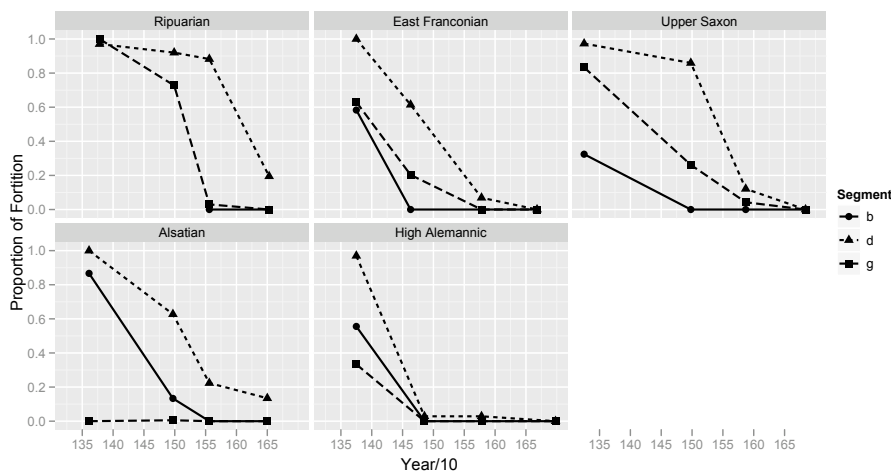 Ripuarian
East Franconian
Upper Saxon
1.0
0.8
0.6
0.4
0.2
0.0
Alsatian
High Alemannic
1.0
0.8
0.6
0.4
0.2
0.0
135 140 145 150 155 160 165
135 140 145 150 155 160 165
135 140 145 150 155 160 165
Year/10
Proportion of Fortition
Segment
b
d
g